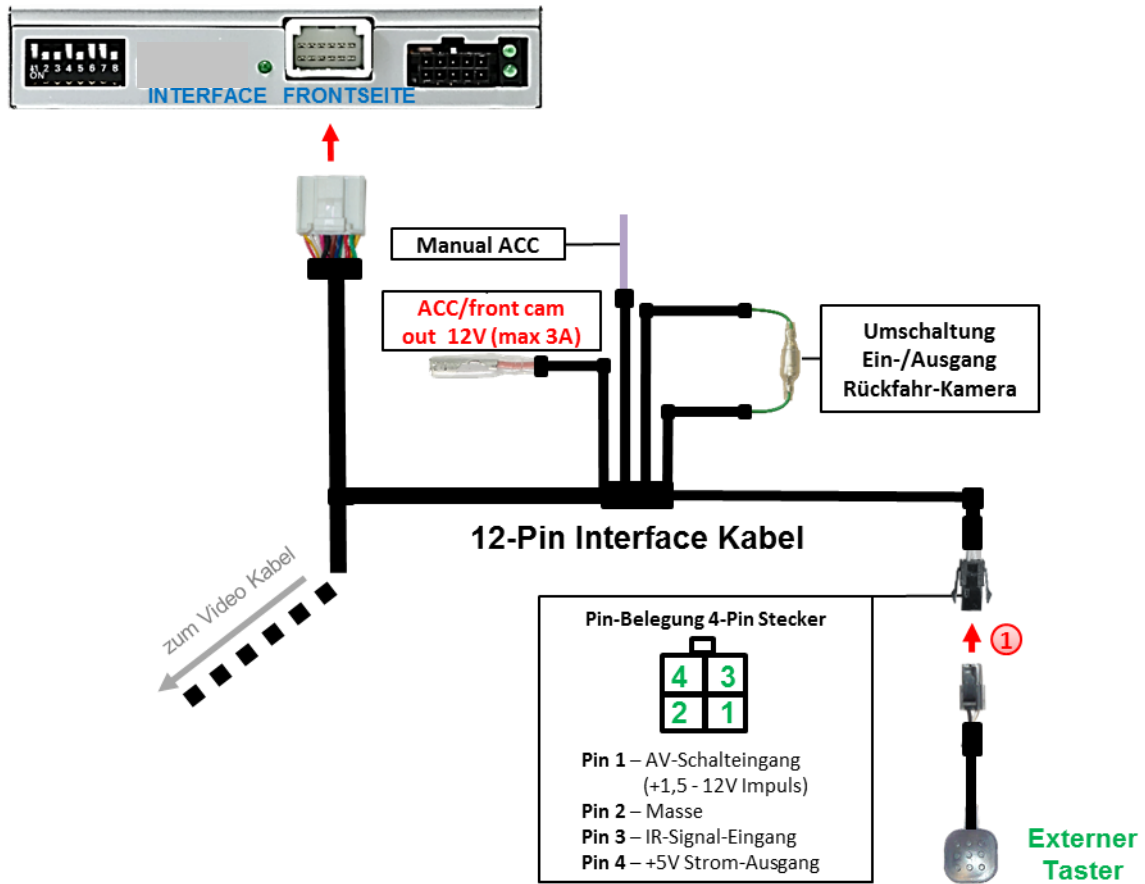 1 2 3 4 5 6 7 8
ON
INTERFACE FRONTSEITE
Manual ACC
ACC/front cam
out 12V (max 3A)
Umschaltung
Ein-/Ausgang
Rückfahr-Kamera
12-Pin Interface Kabel
zum Video Kabel
Pin-Belegung 4-Pin Stecker
4 3
2 1
Pin 1 – AV-Schalteingang
(+1,5 - 12V Impuls)
Pin 2 – Masse
Pin 3 – IR-Signal-Eingang
Pin 4 – +5V Strom-Ausgang
1
Externer
Taster